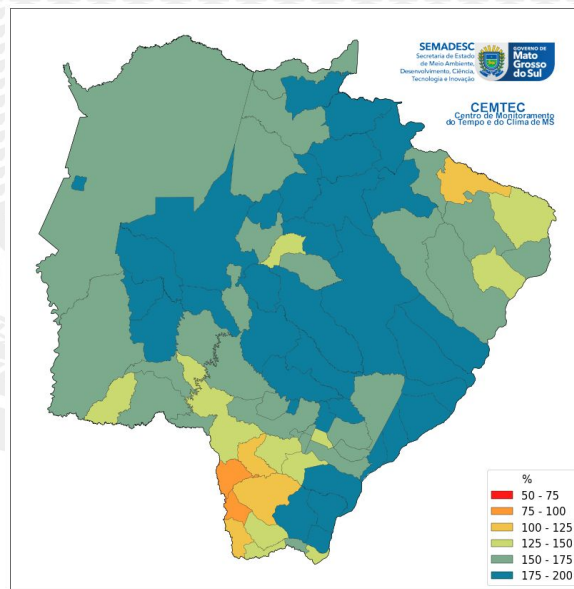 SEMADESC
Secretaria de Estado
de Meio Ambiente,
Desenvolvimento, Ciência,
Tecnologia e Inovação
GOVERNO DE
Mato
Grosso
do Sul
CEMTEC
Centro de Monitoramento
do Tempo e do Clima de MS
%
50 - 75
75 - 100
100 - 125
125 - 150
150 - 175
175 - 200